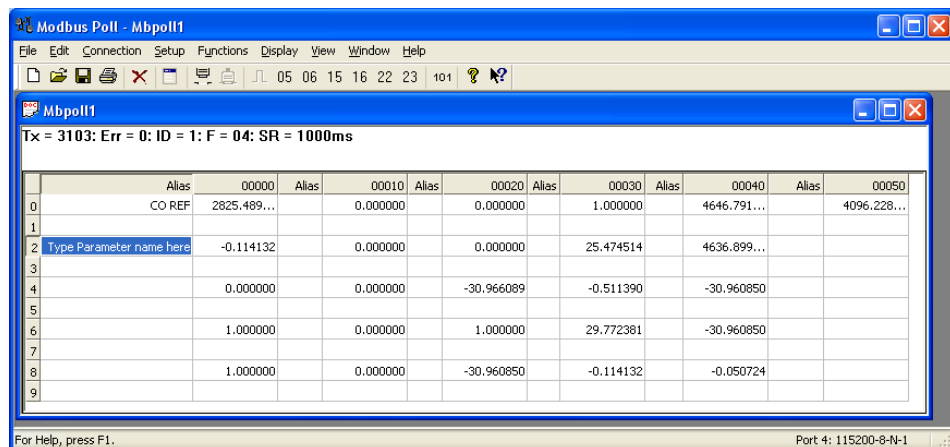 Modbus Poll - Mbpoll1
File Edit Connection Setup Functions Display View Window Help
05 06 15 16 22 23 101
Mbpoll1
Tx = 3103: Err = 0: ID = 1: F = 04: SR = 1000ms
Alias 00000 Alias 00010 Alias 00020 Alias 00030 Alias 00040 Alias 00050
0 CO REF 2825.489... 0.000000 0.000000 1.000000 4646.791... 4096.228...
1
2 Type Parameter name here -0.114132 0.000000 0.000000 25.474514 4636.899...
3
4 0.000000 0.000000 -30.966089 -0.511390 -30.960850
5
6 1.000000 0.000000 1.000000 29.772381 -30.960850
7
8 1.000000 0.000000 -30.960850 -0.114132 -0.050724
9
For Help, press F1. Port 4: 115200-8-N-1